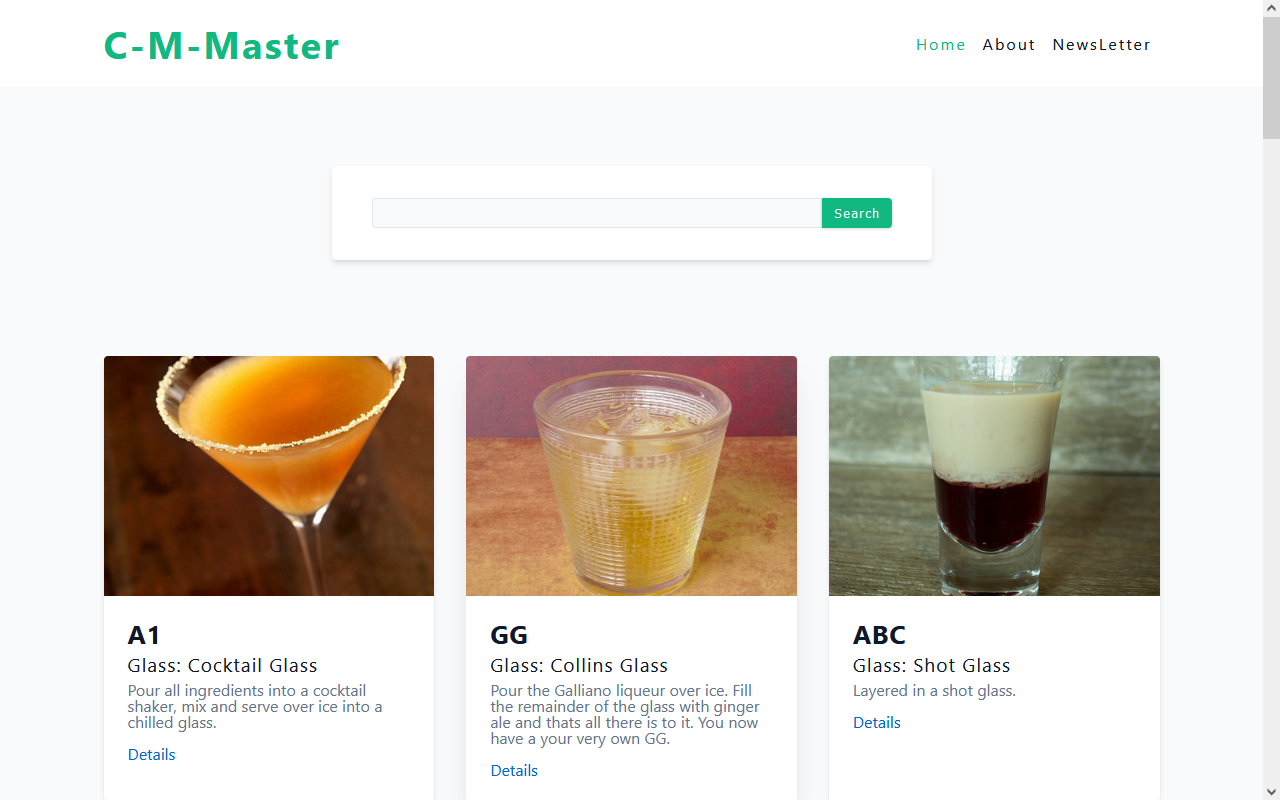 C-M-Master
Home About NewsLetter
Search
A1
Glass: Cocktail Glass
Pour all ingredients into a cocktail
shaker, mix and serve over ice into a
chilled glass.
Details
GG
Glass: Collins Glass
Pour the Galliano liqueur over ice. Fill
the remainder of the glass with ginger
ale and thats all there is to it. You now
have a your very own GG.
Details
ABC
Glass: Shot Glass
Layered in a shot glass.
Details